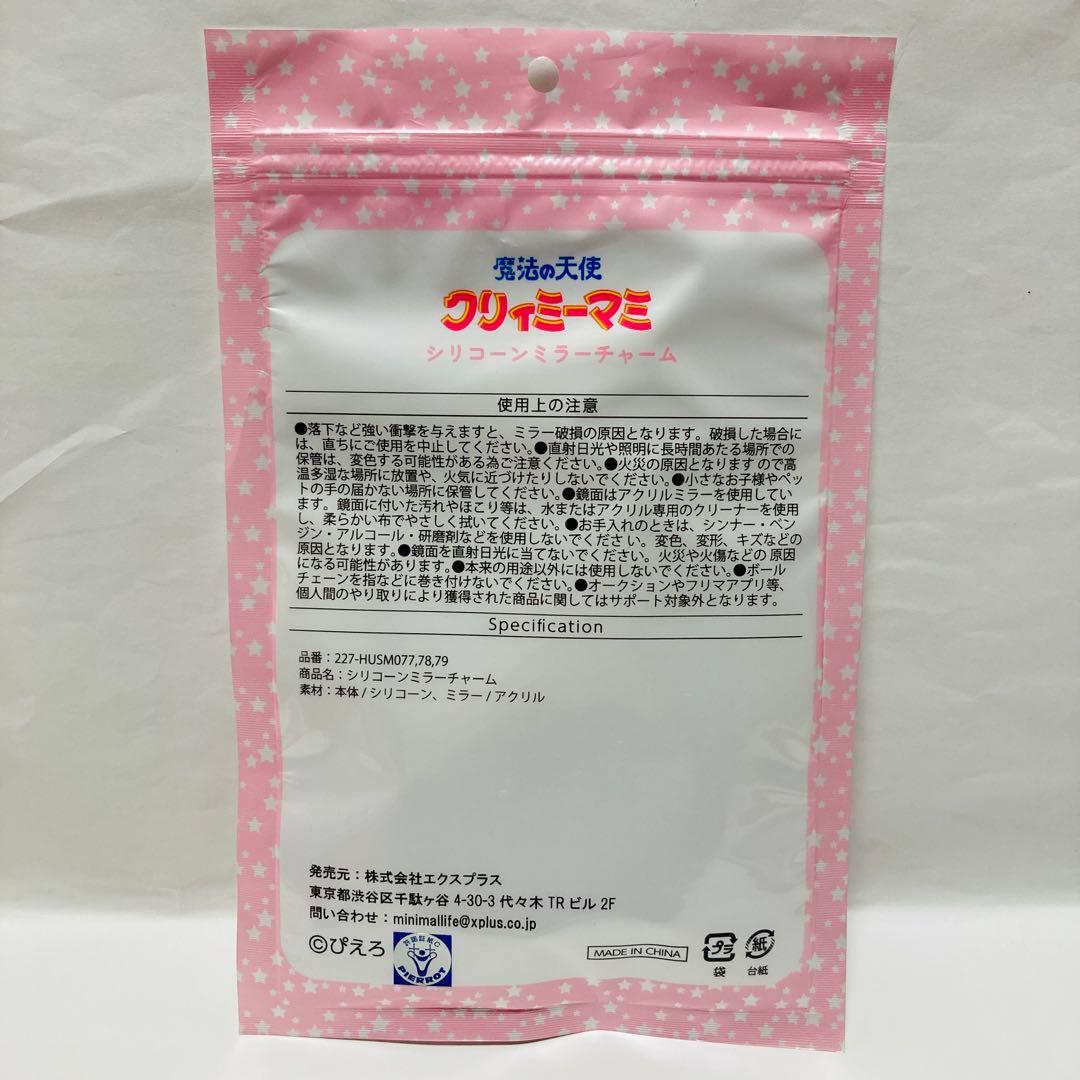 魔法の天使
クリィミーマミ
シリコーンミラーチャーム
使用上の注意
●落下など強い衝撃を与えますと、ミラー破損の原因となります。破損した場合に
は、直ちにご使用を中止してください。●直射日光や照明に長時間あたる場所での
保管は、変色する可能性がある為ご注意ください。●火災の原因となりますので高
温多湿な場所に放置や、火気に近づけたりしないでください。●小さなお子様やペッ
トの手の届かない場所に保管してください。●鏡面はアクリルミラーを使用してい
ます。鏡面に付いた汚れやほこり等は、水またはアクリル専用のクリーナーを使用
し、柔らかい布でやさしく拭いてください。●お手入れのときは、シンナー・ベン
ジン・アルコール・研磨剤などを使用しないでください。変色、変形、キズなどの
原因となります。●鏡面を直射日光に当てないでください。火災や火傷などの原因
になる可能性があります。●本来の用途以外には使用しないでください。●ボール
チェーンを指などに巻き付けないでください。●オークションやフリマアプリ等、
個人間のやり取りにより獲得された商品に関してはサポート対象外となります。
Specification
品番：227-HUSM077,78,79
商品名：シリコーンミラーチャーム
素材：本体 / シリコーン、ミラー / アクリル
発売元：株式会社エクスプラス
東京都渋谷区千駄ヶ谷 4-30-3 代々木 TR ビル 2F
問い合わせ：minimallife@xplus.co.jp
©ぴえろ
許諾証紙C
PIERROT
MADE IN CHINA
プラ
袋
紙
台紙